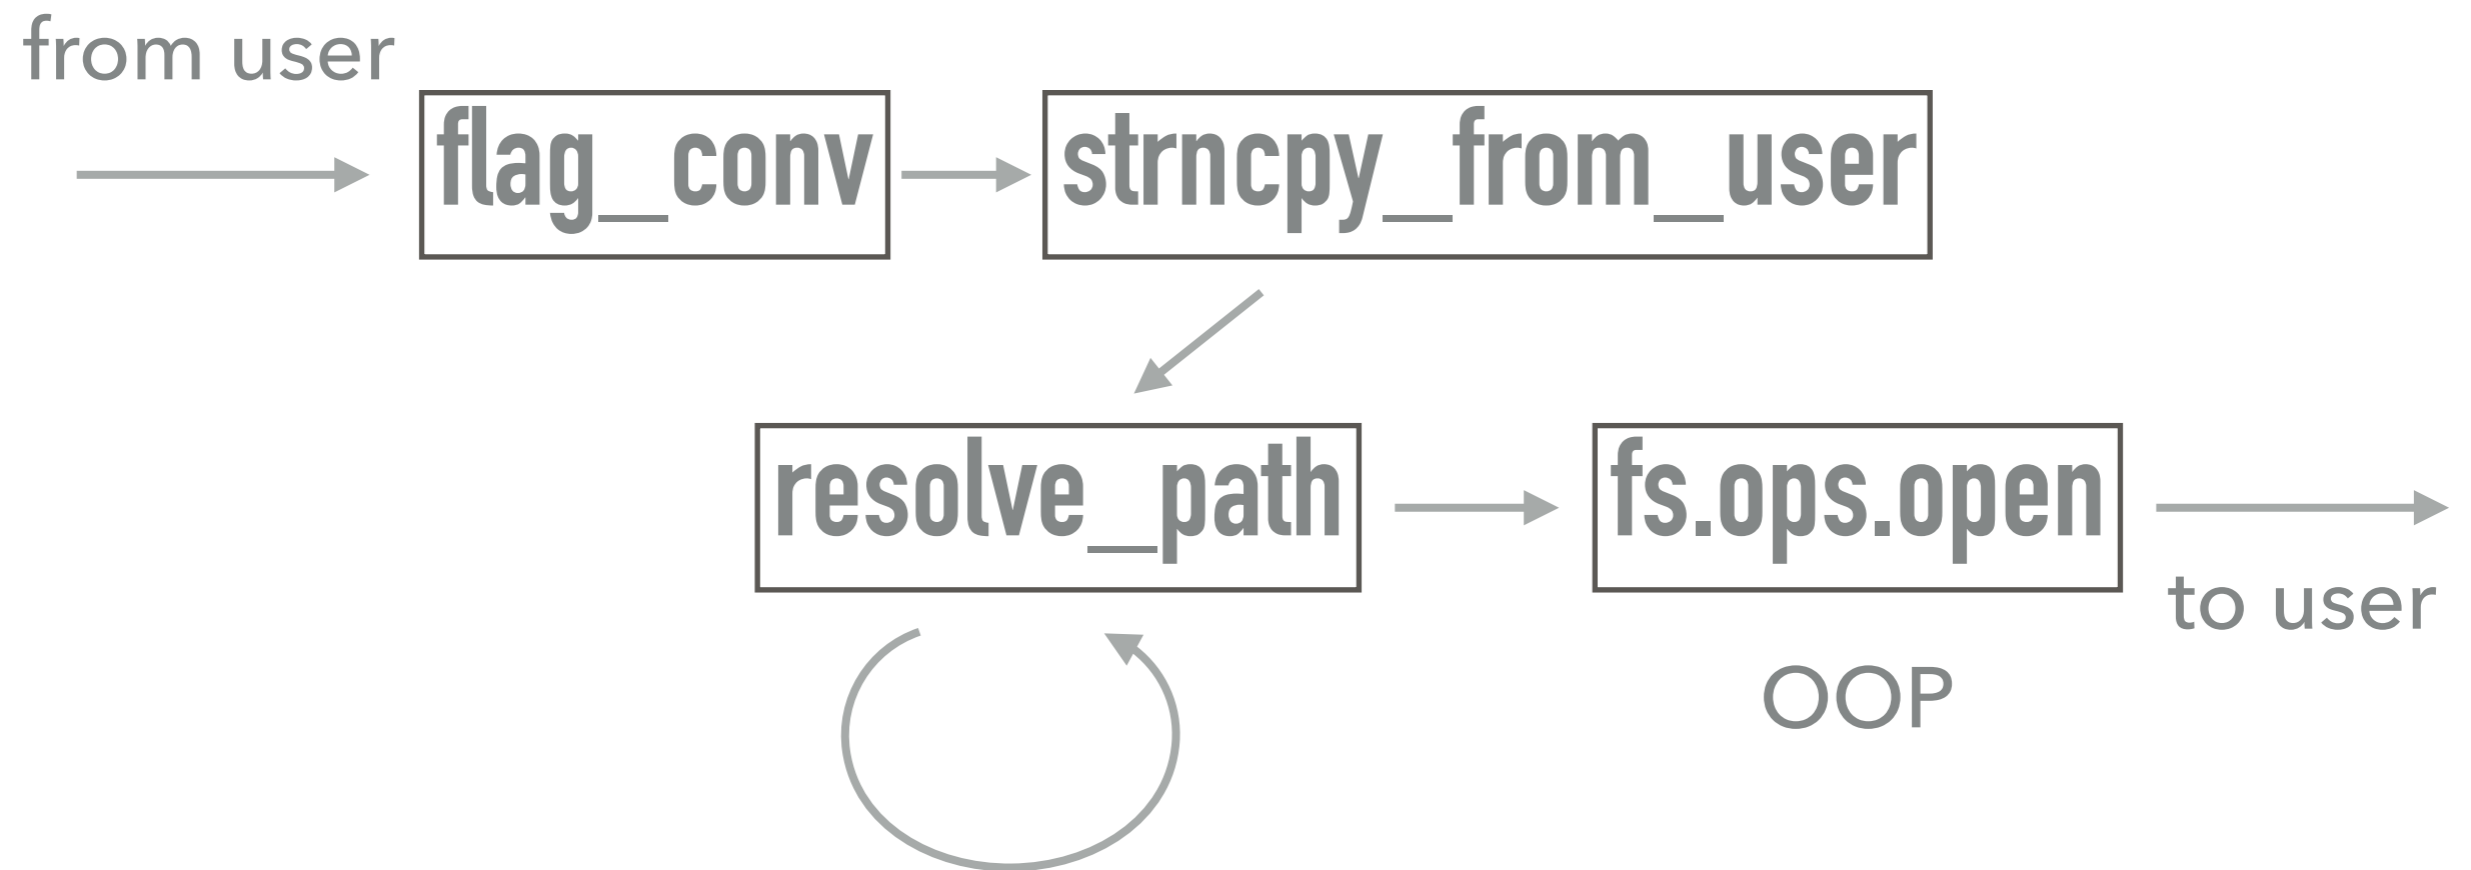 from user
flag_conv
strncpy_from_user
resolve_path
fs.ops.open
to user
OOP